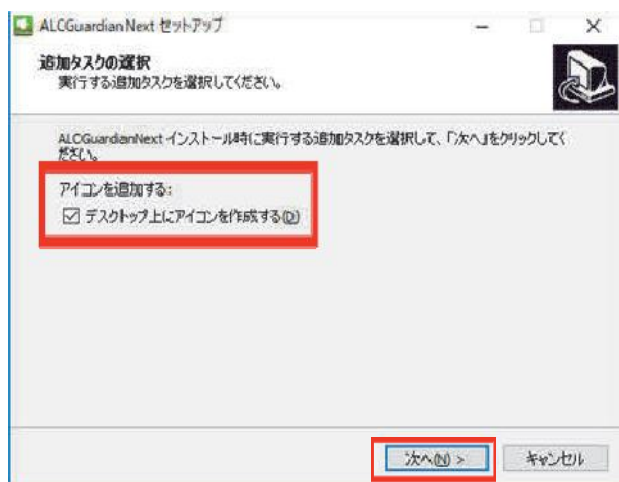 ALCGuardianNext セットアップ
追加タスクの選択
実行する追加タスクを選択してください。
ALCGuardianNext インストール時に実行する追加タスクを選択して、「次へ」をクリックしてく
ださい。
アイコンを追加する:
デスクトップ上にアイコンを作成する(D)
次へ(N) >
キャンセル